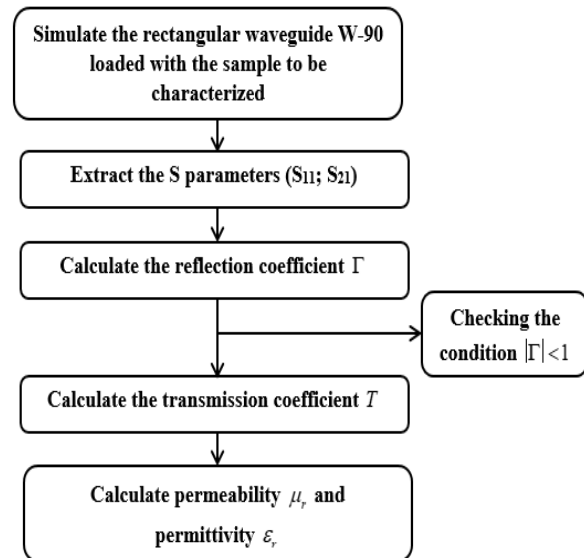 Simulate the rectangular waveguide W-90
loaded with the sample to be
characterized
Extract the S parameters (S11; S21)
Calculate the reflection coefficient Γ
Checking the
condition |Γ|<1
Calculate the transmission coefficient T
Calculate permeability μr and
permittivity εr